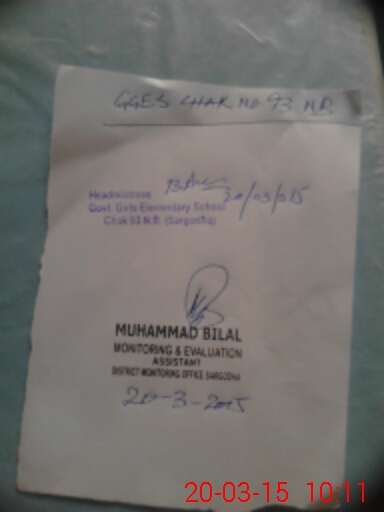 GGES CHAK NO 93 N.B
Headmistress
Govt. Girls Elementary School 20/03/015
Chak 93 N.B. (Sargodha)
MUHAMMAD BILAL
MONITORING & EVALUATION
ASSISTANT
DISTRICT MONITORING OFFICE SARGODHA
20-3-2015
20-03-15 10:11